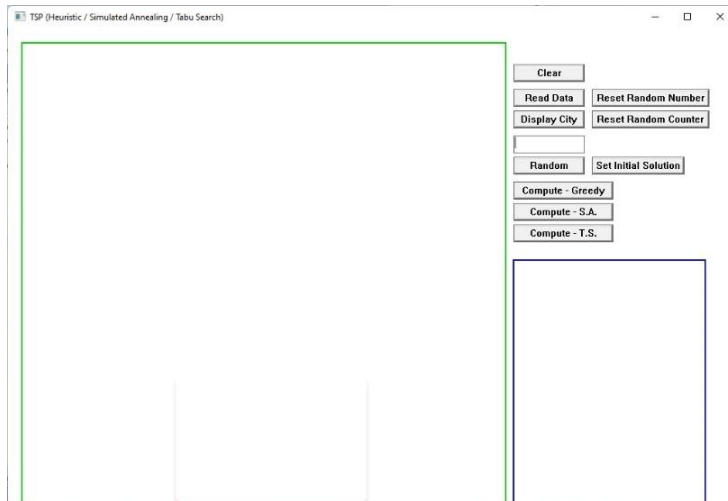 TSP (Heuristic / Simulated Annealing / Tabu Search)
Clear
Read Data Reset Random Number
Display City Reset Random Counter
Random Set Initial Solution
Compute - Greedy
Compute - S.A.
Compute - T.S.